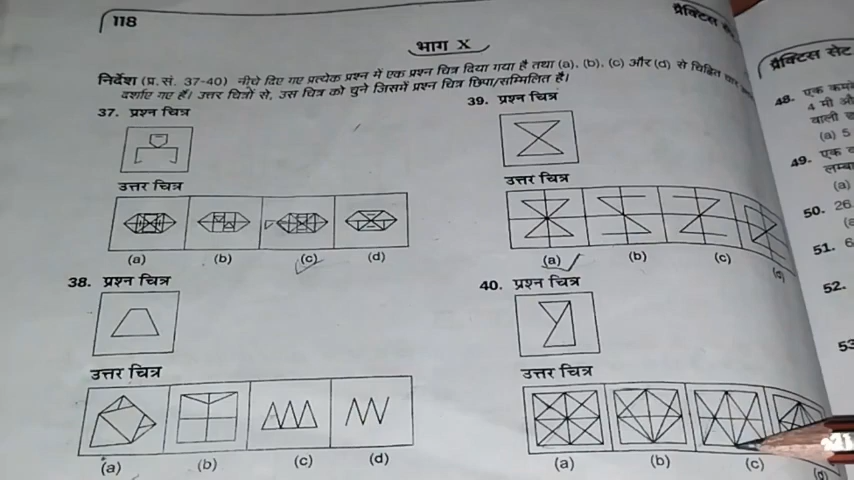 118
प्रैक्टिस
भाग X
प्रैक्टिस सेट
निर्देश (प्र.सं. 37-40) नीचे दिए गए प्रत्येक प्रश्न में एक प्रश्न चित्र दिया गया है तथा (a), (b), (c) और (d) से चिह्नित चार
दर्शाए गए हैं। उत्तर चित्रों से, उस चित्र को चुने जिसमें प्रश्न चित्र छिपा/सम्मिलित है।
37. प्रश्न चित्र
उत्तर चित्र
(a) (b) (c) (d)
38. प्रश्न चित्र
उत्तर चित्र
(a) (b) (c) (d)
39. प्रश्न चित्र
उत्तर चित्र
(a) (b) (c) (d)
40. प्रश्न चित्र
उत्तर चित्र
(a) (b) (c) (d)
48. एक
4 मी
वाली
(a) 5
49. एक
(a)
50. 26
51. 6
52.
53